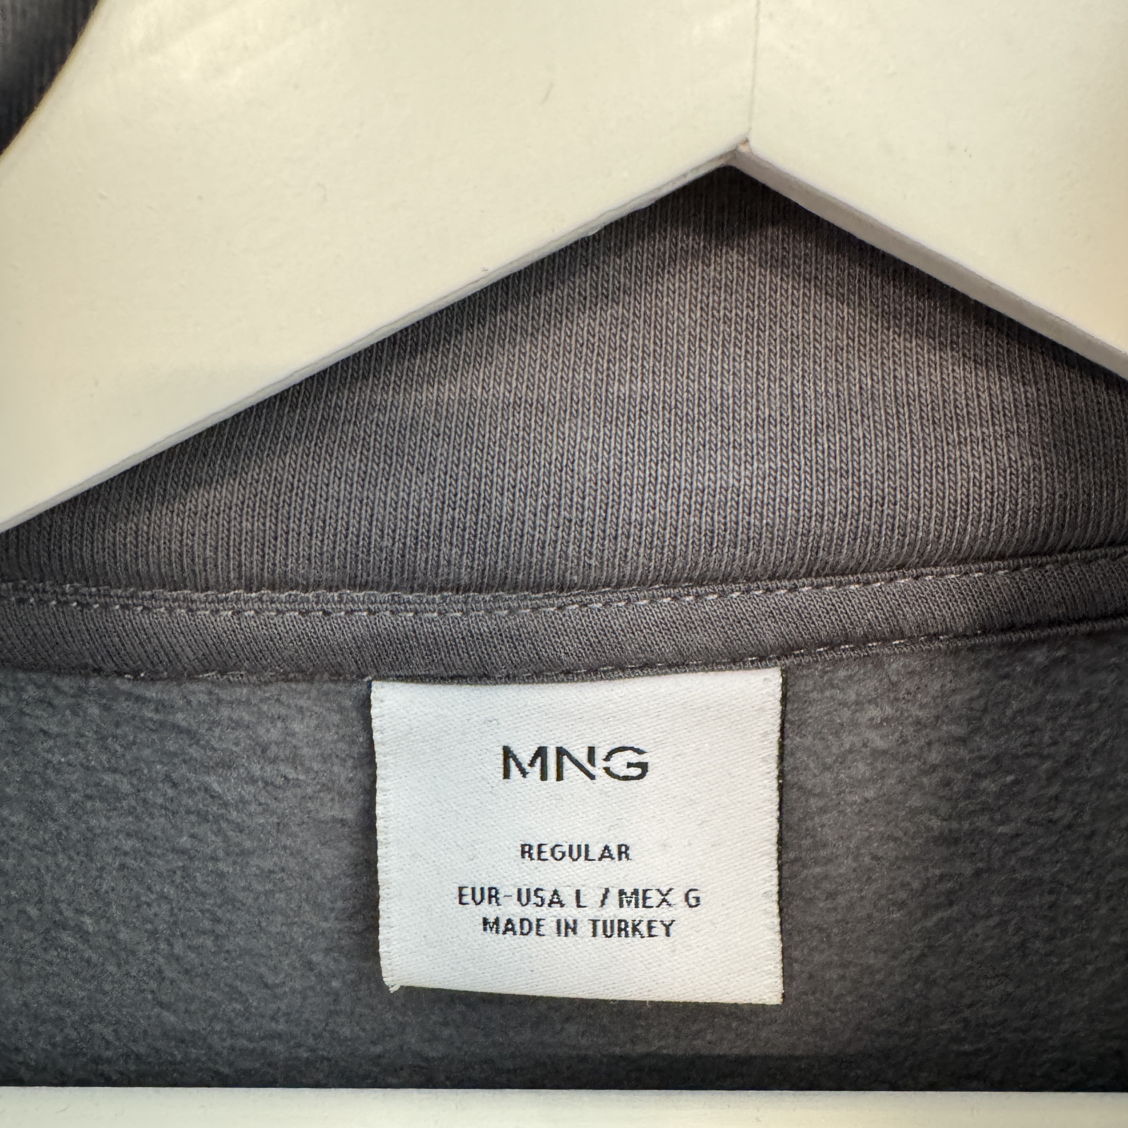 MNG
REGULAR
EUR-USA L / MEX G
MADE IN TURKEY